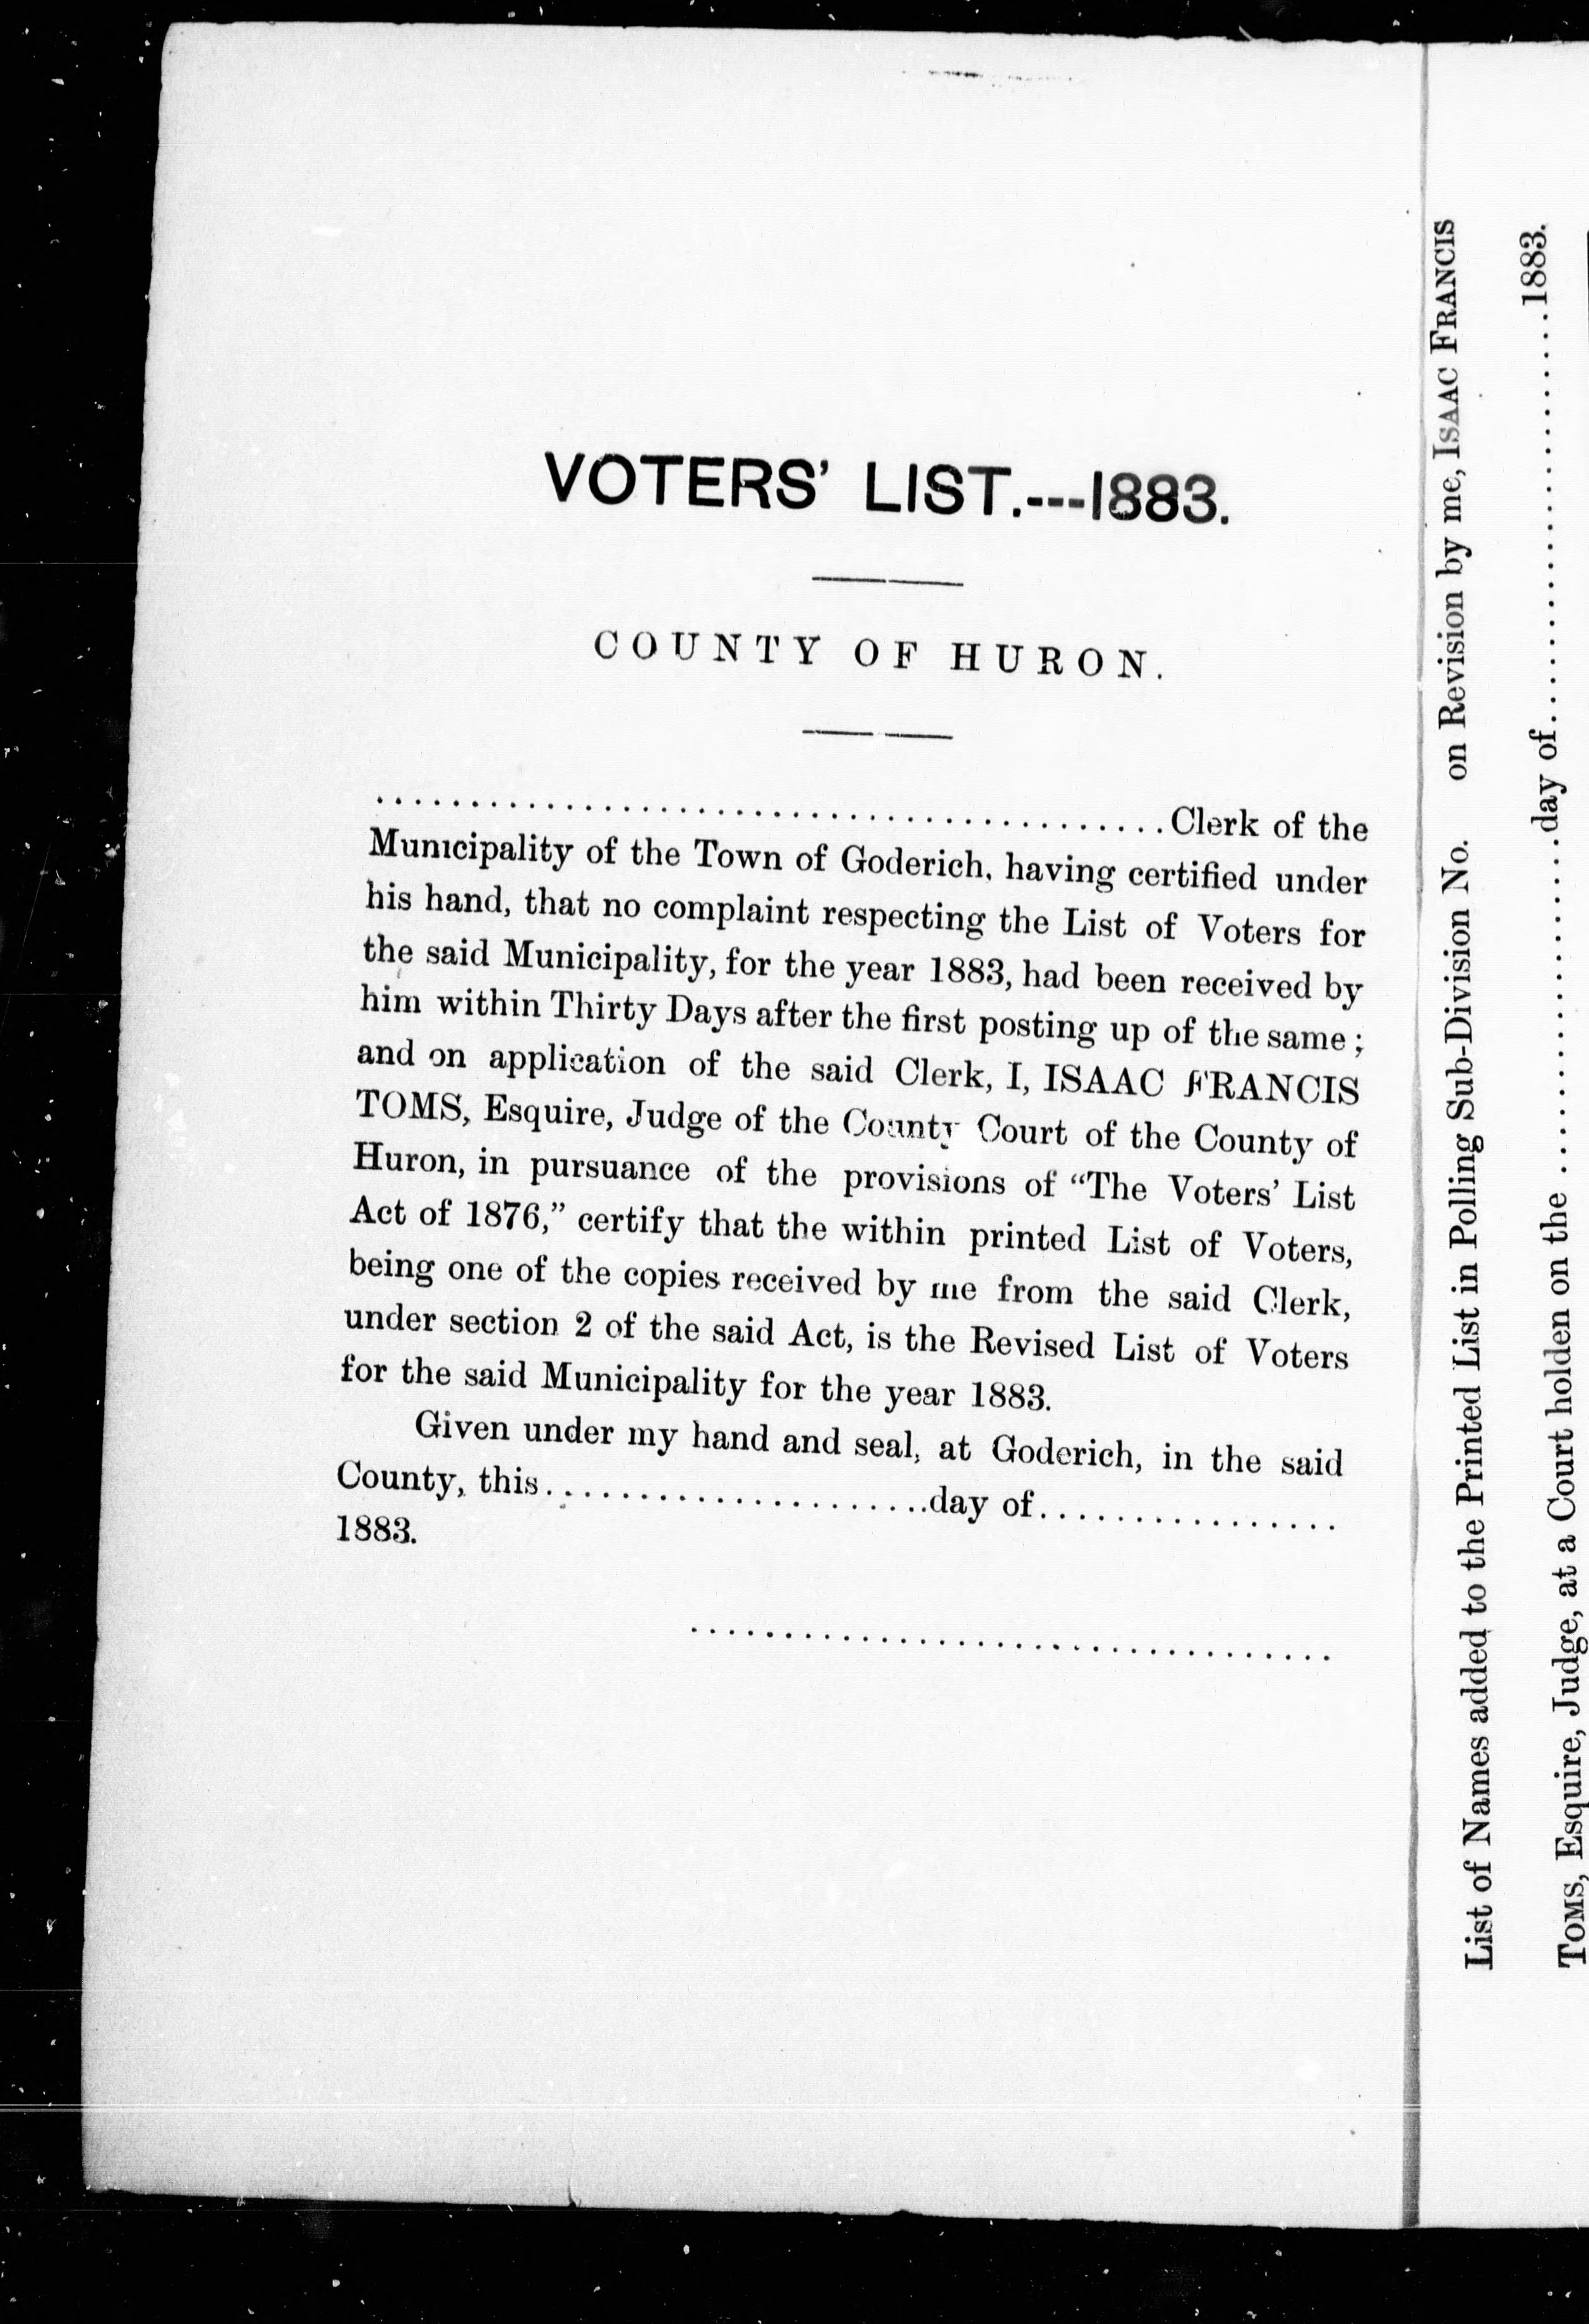 VOTERS' LIST.---1883.
COUNTY OF HURON.
..........................................Clerk of the
Municipality of the Town of Goderich, having certified under
his hand, that no complaint respecting the List of Voters for
the said Municipality, for the year 1883, had been received by
him within Thirty Days after the first posting up of the same;
and on application of the said Clerk, I, ISAAC FRANCIS
TOMS, Esquire, Judge of the County Court of the County of
Huron, in pursuance of the provisions of “The Voters' List
Act of 1876,” certify that the within printed List of Voters,
being one of the copies received by me from the said Clerk,
under section 2 of the said Act, is the Revised List of Voters
for the said Municipality for the year 1883.
Given under my hand and seal, at Goderich, in the said
County, this.....................day of................
1883.
..................................
List of Names added to the Printed List in Polling Sub-Division No. on Revision by me, ISAAC FRANCIS
TOMS, Esquire, Judge, at a Court holden on the ..................day of......................1883.